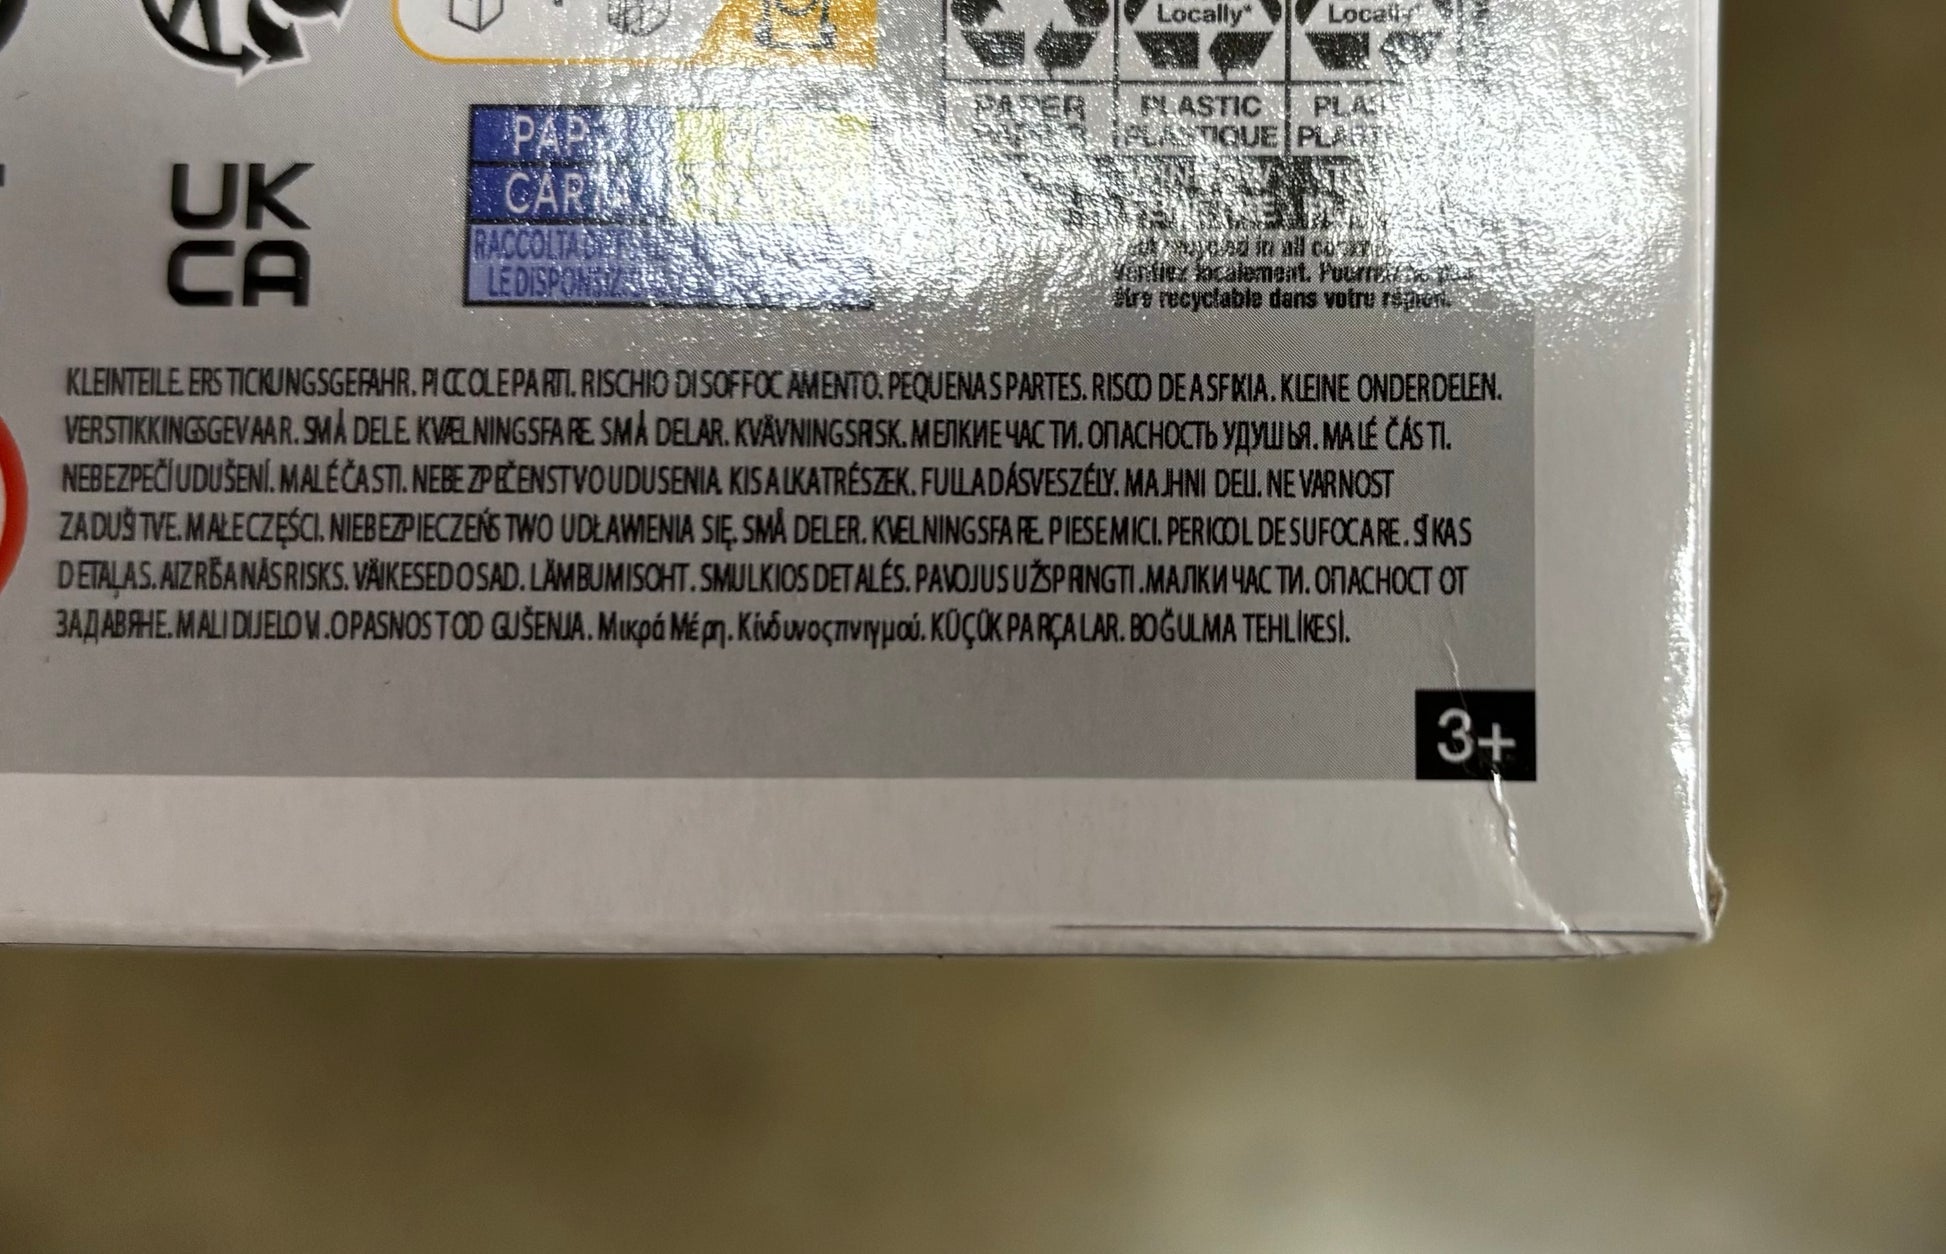 Locally* Locally*
PAPER PLASTIC
PLASTIQUE
PAP
CARTA
UK
CA
RACCOLTA
in all
Vérifiez localement.
être recyclable dans votre région.
KLEINTEILE. ERSTICKUNGSGEFAHR. PICCOLE PARTI. RISCHIO DI SOFFOCAMENTO. PEQUENAS PARTES. RISCO DE ASFIXIA. KLEINE ONDERDELEN.
VERSTIKKINGSGEVAAR. SMÅ DELE. KVÆLNINGSFARE. SMÅ DELAR. KVÄVNINGSRISK. МЕЛКИЕ ЧАСТИ. ОПАСНОСТЬ УДУШЬЯ. MALÉ ČÁSTI.
NEBEZPEČÍ UDUŠENÍ. MALÉ ČASTI. NEBEZPEČENSTVO UDUSENIA. KIS ALKATRÉSZEK. FULLADÁSVESZÉLY. MAJHNI DELI. NEVARNOST
ZADUŠTVE. MAŁE CZĘŚCI. NIEBEZPIECZEŃSTWO UDŁAWIENIA SIĘ. SMÅ DELER. KVELNINGSFARE. PIESE MICI. PERICOL DE SUFOCARE. SĪKAS
DETAĻAS. AIZRĪŠANĀS RISKS. VÄIKESED OSAD. LÄMBUMISOHT. SMULKIOS DETALĖS. PAVOJUS UŽSPRINGTI. МАЛКИ ЧАСТИ. ОПАСНОСТ ОТ
ЗАДАВЯНЕ. MALI DIJELOVI. OPASNOST OD GUŠENJA. Μικρά Μέρη. Κίνδυνος πνιγμού. KÜÇÜK PARÇALAR. BOĞULMA TEHLİKESİ.
3+